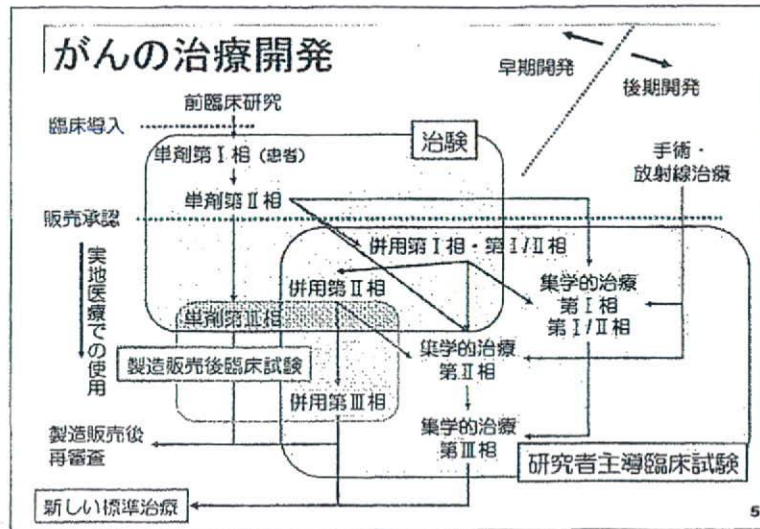 がんの治療開発
早期開発
後期開発
前臨床研究
臨床導入
治験
単剤第Ⅰ相（患者）
手術・
放射線治療
単剤第Ⅱ相
販売承認
併用第Ⅰ相・第Ⅰ/Ⅱ相
実地医療での使用
併用第Ⅱ相
集学的治療
第Ⅰ相
第Ⅰ/Ⅱ相
単剤第Ⅲ相
集学的治療
第Ⅱ相
製造販売後臨床試験
併用第Ⅲ相
製造販売後
再審査
集学的治療
第Ⅲ相
研究者主導臨床試験
新しい標準治療
5